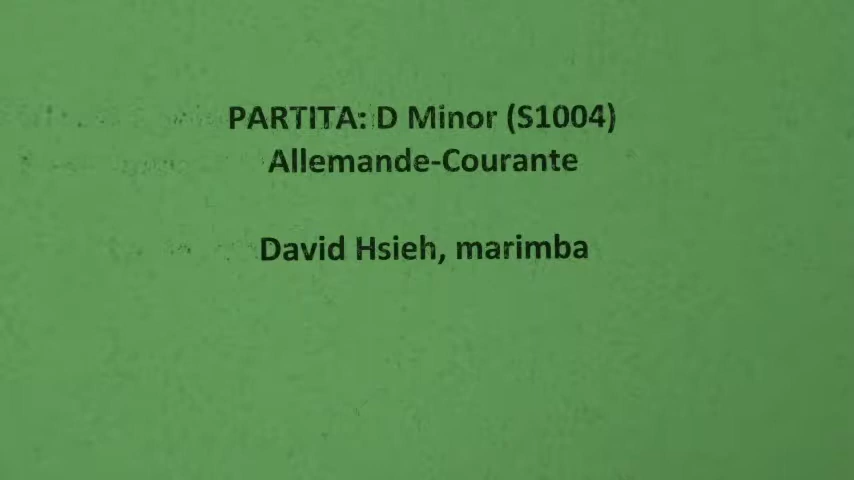 PARTITA: D Minor (S1004)
Allemande-Courante
David Hsieh, marimba